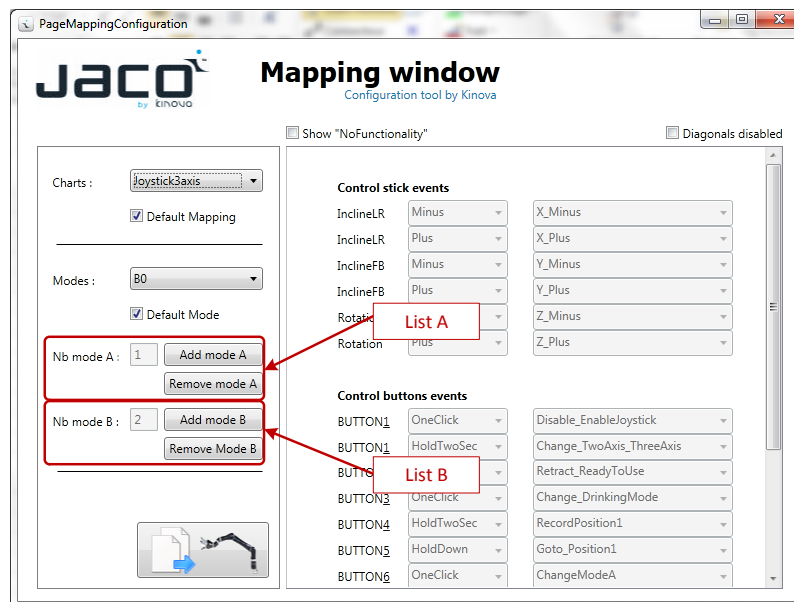 PageMappingConfiguration
JACO
by KINOVA
Mapping window
Configuration tool by Kinova
Show "NoFunctionality"
Diagonals disabled
Charts :
Joystick3axis
Default Mapping
Modes :
B0
Default Mode
Nb mode A :
1
Add mode A
Remove mode A
Nb mode B :
2
Add mode B
Remove Mode B
Control stick events
InclineLR Minus X_Minus
InclineLR Plus X_Plus
InclineFB Minus Y_Minus
InclineFB Plus Y_Plus
Z_Minus
List A
Rotation Plus Z_Plus
Control buttons events
BUTTON1 OneClick Disable_EnableJoystick
BUTTON1 HoldTwoSec Change_TwoAxis_ThreeAxis
Retract_ReadyToUse
List B
BUTTON3 OneClick Change_DrinkingMode
BUTTON4 HoldTwoSec RecordPosition1
BUTTON5 HoldDown Goto_Position1
BUTTON6 OneClick ChangeModeA